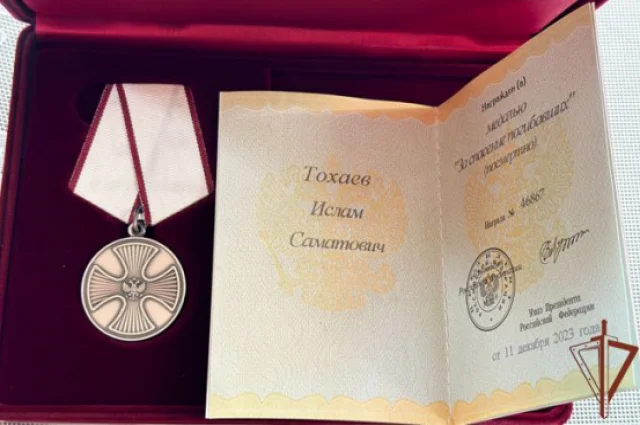 Тохаев
Ислам
Саматович
Награжден (а)
медалью
"За спасение погибавших"
(посмертно)
Награда № 46867
Указ Президента
Российской Федерации
от 11 декабря 2023 года